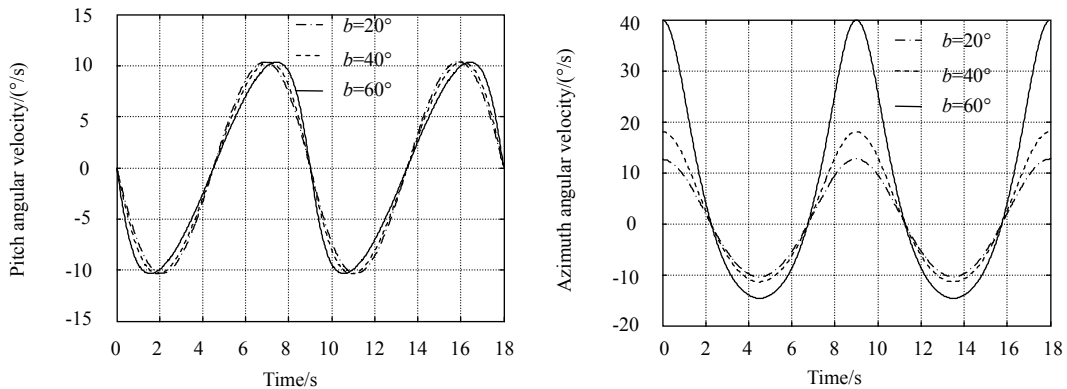 15
10
5
0
-5
-10
-15
Pitch angular velocity/(°/s)
b=20°
b=40°
b=60°
0 2 4 6 8 10 12 14 16 18
Time/s
40
30
20
10
0
-10
-20
Azimuth angular velocity/(°/s)
b=20°
b=40°
b=60°
0 2 4 6 8 10 12 14 16 18
Time/s